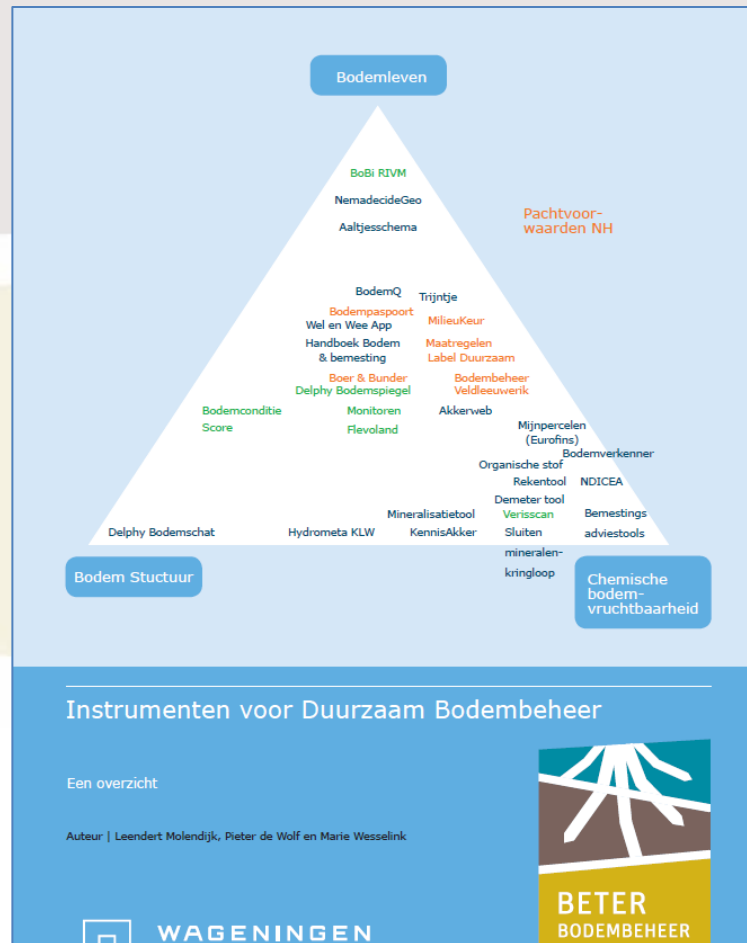 Bodemleven
BoBi RIVM
NemadecideGeo
Aaltjesschema
Pachtvoor-
waarden NH
BodemQ
Trijntje
Bodempaspoort
Wel en Wee App
MilieuKeur
Handboek Bodem
& bemesting
Maatregelen
Label Duurzaam
Boer & Bunder
Delphy Bodemspiegel
Bodembeheer
Veldleeuwerik
Bodemconditie
Score
Monitoren
Flevoland
Akkerweb
Mijnpercelen
(Eurofins)
Bodemverkenner
Organische stof
Rekentool
NDICEA
Demeter tool
Mineralisatietool
Verisscan
Bemestings
adviestools
Delphy Bodemschat
Hydrometa KLW
KennisAkker
Sluiten
mineralen-
kringloop
Bodem Stuctuur
Chemische
bodem-
vruchtbaarheid
Instrumenten voor Duurzaam Bodembeheer
Een overzicht
Auteur | Leendert Molendijk, Pieter de Wolf en Marie Wesselink
WAGENINGEN
BETER
BODEMBEHEER